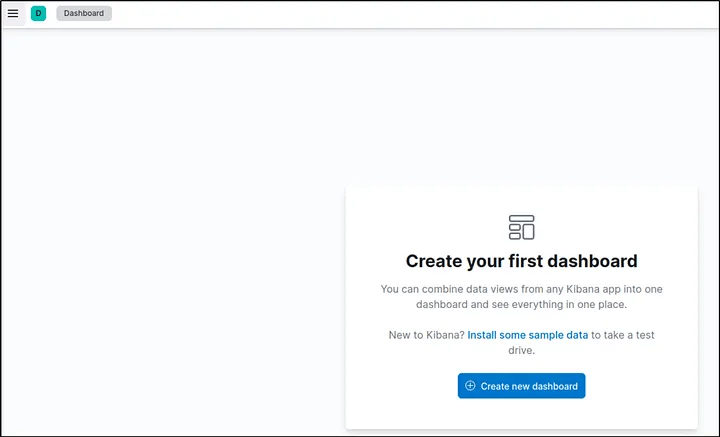 D
Dashboard
Create your first dashboard
You can combine data views from any Kibana app into one
dashboard and see everything in one place.
New to Kibana? Install some sample data to take a test
drive.
Create new dashboard